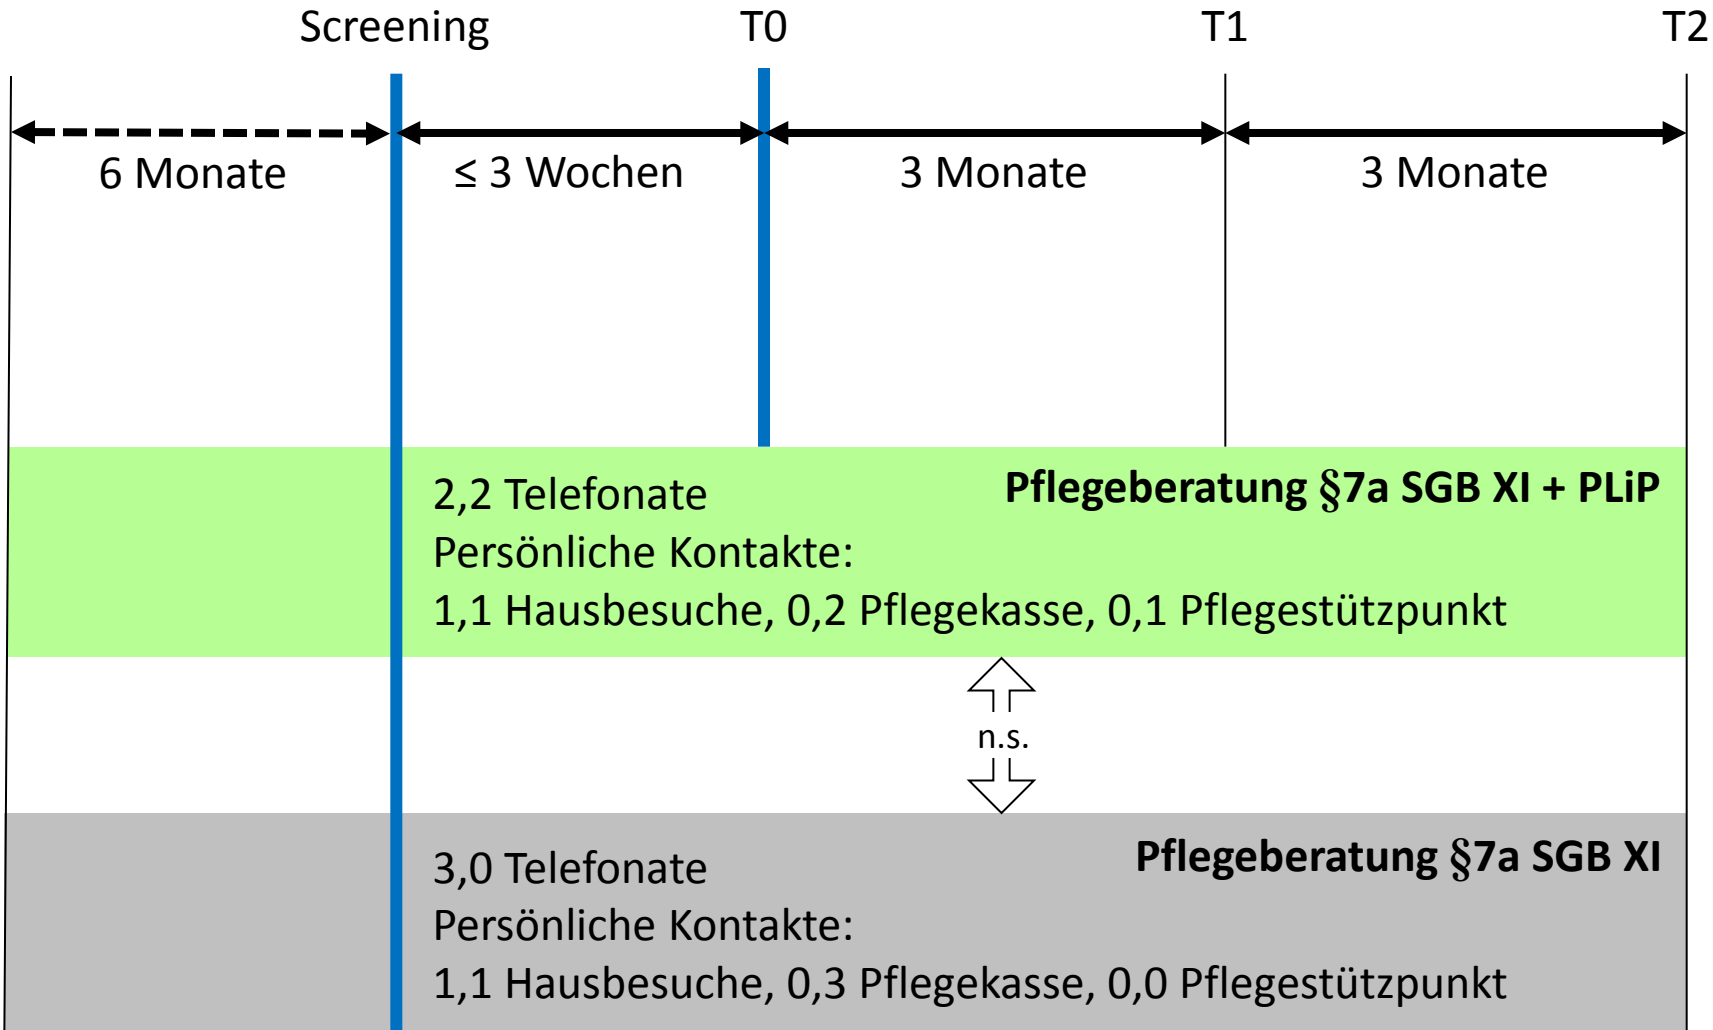 Screening T0 T1 T2
6 Monate ≤ 3 Wochen 3 Monate 3 Monate
Pflegeberatung §7a SGB XI + PLiP
2,2 Telefonate
Persönliche Kontakte:
1,1 Hausbesuche, 0,2 Pflegekasse, 0,1 Pflegestützpunkt
n.s.
Pflegeberatung §7a SGB XI
3,0 Telefonate
Persönliche Kontakte:
1,1 Hausbesuche, 0,3 Pflegekasse, 0,0 Pflegestützpunkt